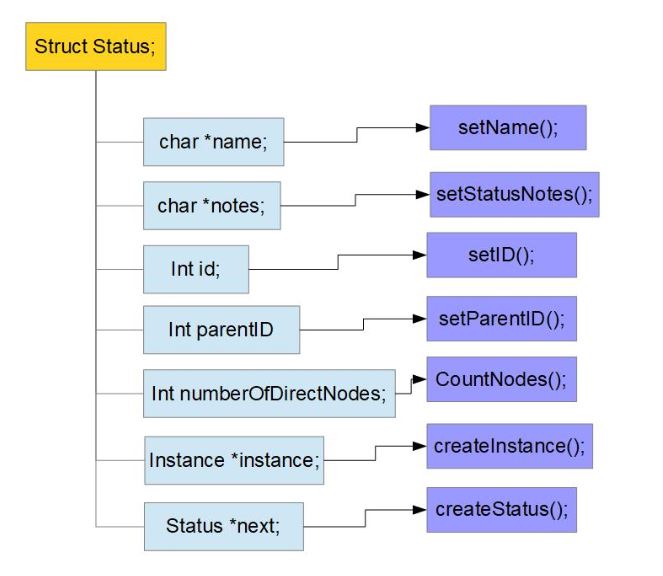 Struct Status;
char *name;
setName();
char *notes;
setStatusNotes();
Int id;
setID();
Int parentID
setParentID();
Int numberOfDirectNodes;
CountNodes();
Instance *instance;
createInstance();
Status *next;
createStatus();